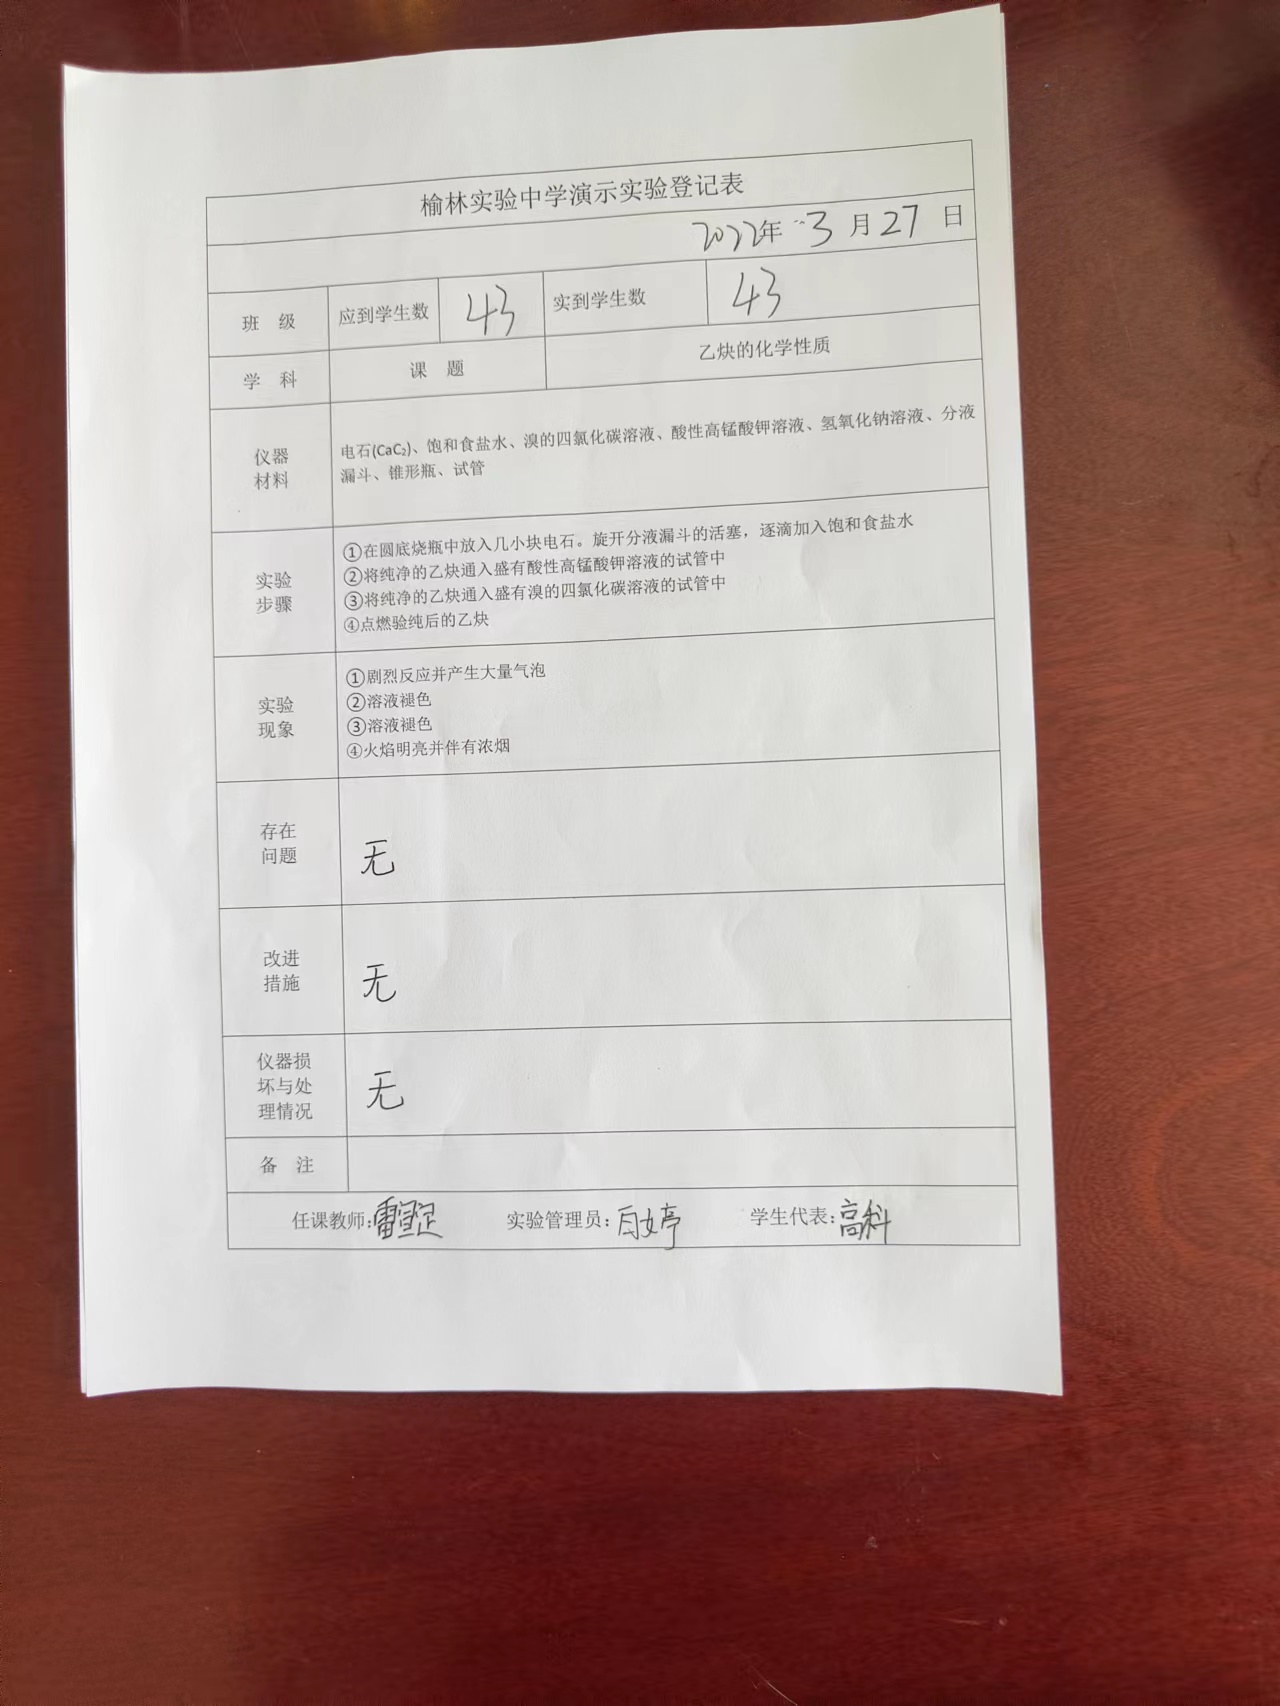 榆林实验中学演示实验登记表
2022年 3 月 27 日
班 级 应到学生数 43 实到学生数 43
学 科 课 题 乙炔的化学性质
仪器
材料
电石(CaC₂)、饱和食盐水、溴的四氯化碳溶液、酸性高锰酸钾溶液、氢氧化钠溶液、分液
漏斗、锥形瓶、试管
实验
步骤
①在圆底烧瓶中放入几小块电石。旋开分液漏斗的活塞，逐滴加入饱和食盐水
②将纯净的乙炔通入盛有酸性高锰酸钾溶液的试管中
③将纯净的乙炔通入盛有溴的四氯化碳溶液的试管中
④点燃验纯后的乙炔
实验
现象
①剧烈反应并产生大量气泡
②溶液褪色
③溶液褪色
④火焰明亮并伴有浓烟
存在
问题
无
改进
措施
无
仪器损
坏与处
理情况
无
备 注
任课教师: 实验管理员: 学生代表:高科